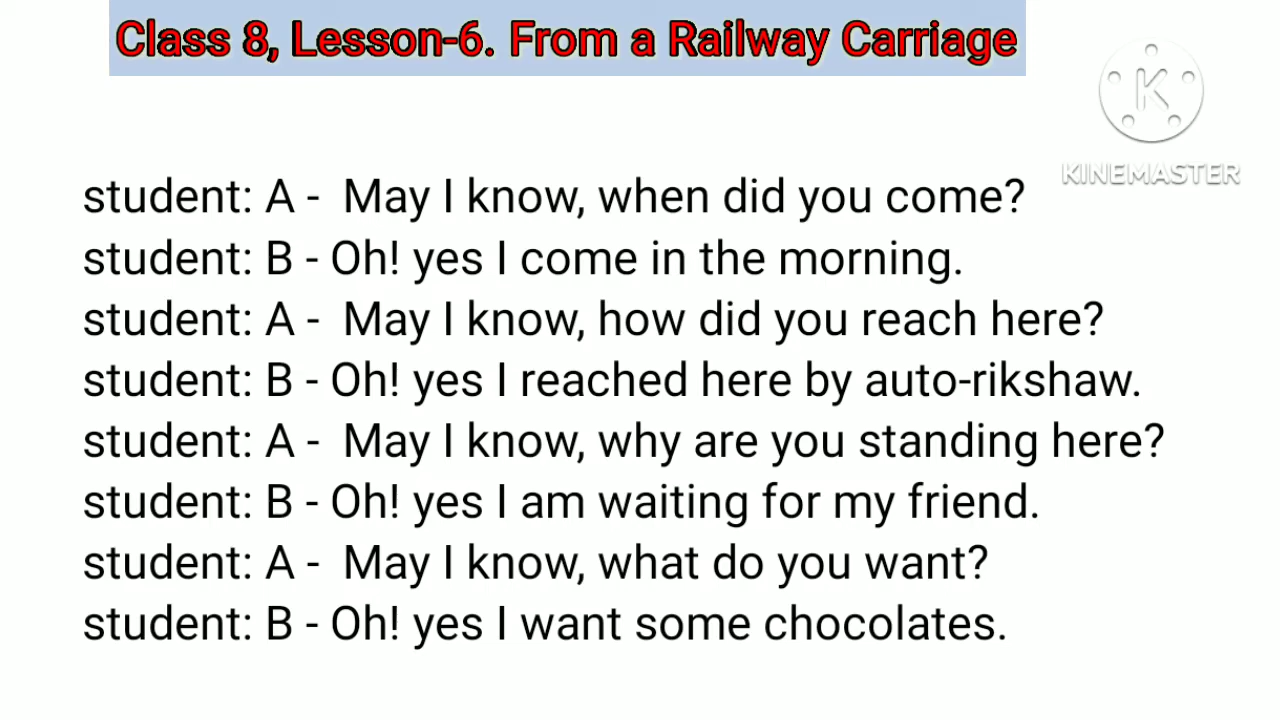 Class 8, Lesson-6. From a Railway Carriage
K
KINEMASTER
student: A - May I know, when did you come?
student: B - Oh! yes I come in the morning.
student: A - May I know, how did you reach here?
student: B - Oh! yes I reached here by auto-rikshaw.
student: A - May I know, why are you standing here?
student: B - Oh! yes I am waiting for my friend.
student: A - May I know, what do you want?
student: B - Oh! yes I want some chocolates.